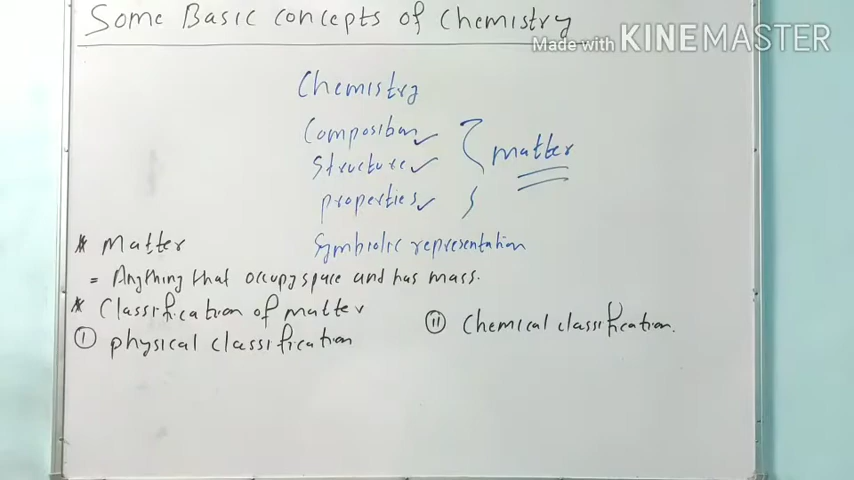 Some Basic concepts of Chemistry
Made with KINEMASTER
Chemistry
Composition
Structure
properties
matter
Symbiolic representation
* Matter
= Anything that occupy space and has mass.
* Classification of matter
I physical classification
II Chemical classification.